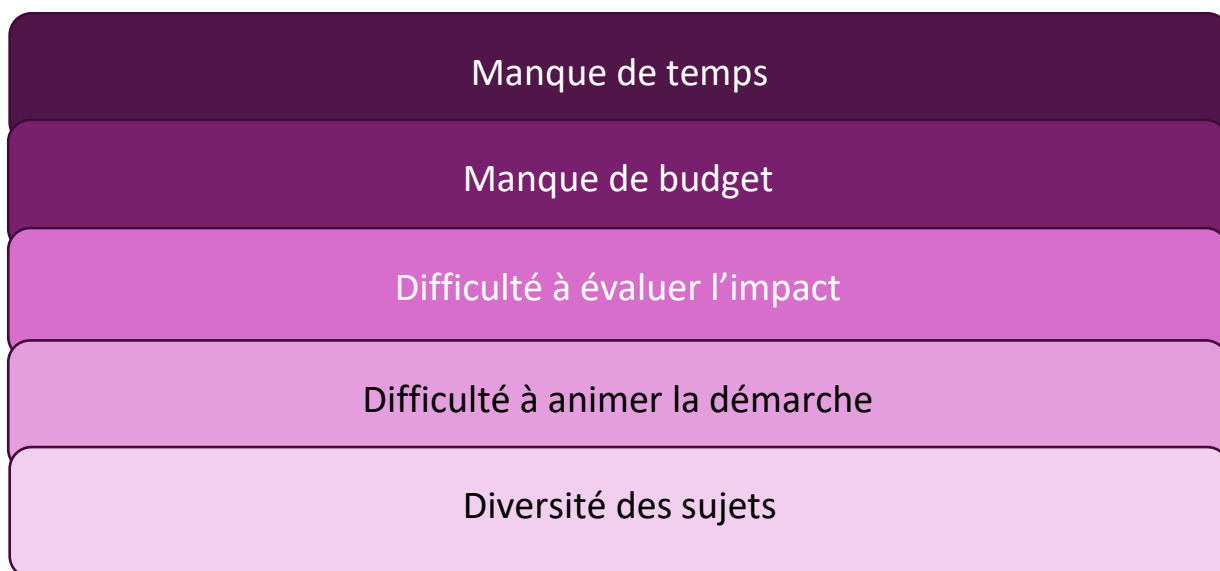 Manque de temps
Manque de budget
Difficulté à évaluer l’impact
Difficulté à animer la démarche
Diversité des sujets